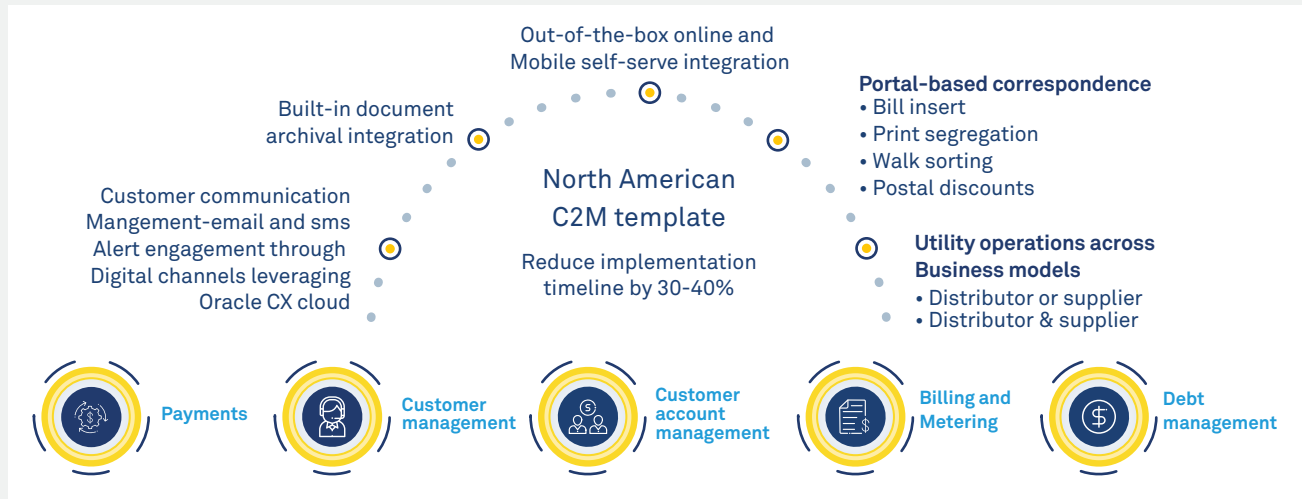 Out-of-the-box online and
Mobile self-serve integration
Built-in document
archival integration
Portal-based correspondence
• Bill insert
• Print segregation
• Walk sorting
• Postal discounts
North American
C2M template
Reduce implementation
timeline by 30-40%
Customer communication
Mangement-email and sms
Alert engagement through
Digital channels leveraging
Oracle CX cloud
Utility operations across
Business models
• Distributor or supplier
• Distributor & supplier
Payments
Customer
management
Customer
account
management
Billing and
Metering
Debt
management